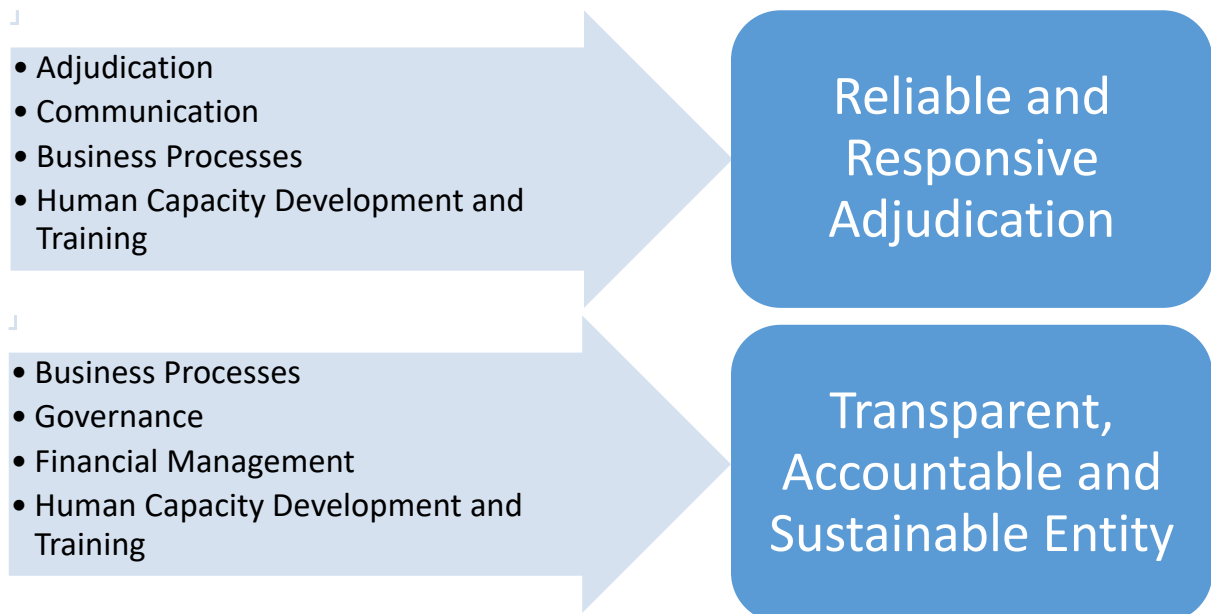 • Adjudication
• Communication
• Business Processes
• Human Capacity Development and
Training
Reliable and
Responsive
Adjudication
• Business Processes
• Governance
• Financial Management
• Human Capacity Development and
Training
Transparent,
Accountable and
Sustainable Entity